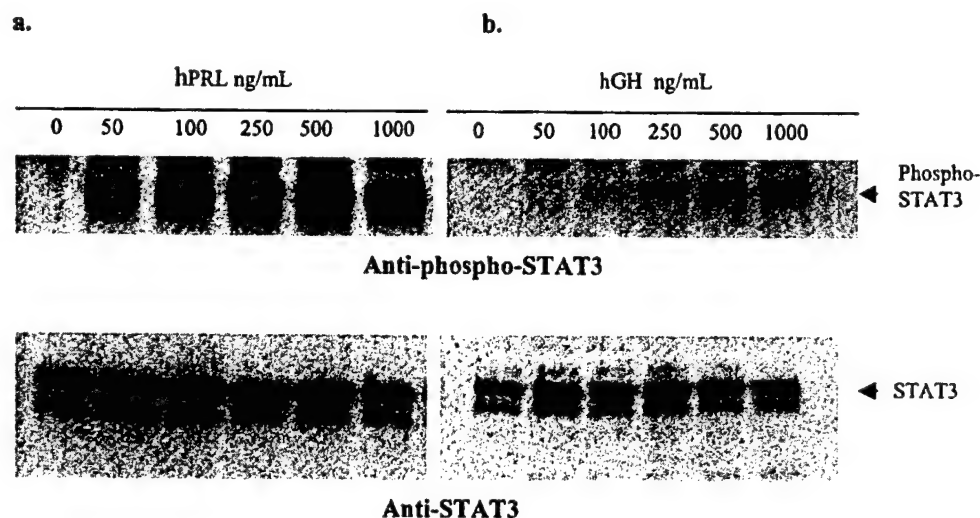 a.
b.
hPRL ng/mL
hGH ng/mL
0 50 100 250 500 1000
0 50 100 250 500 1000
Phospho-
STAT3
Anti-phospho-STAT3
STAT3
Anti-STAT3